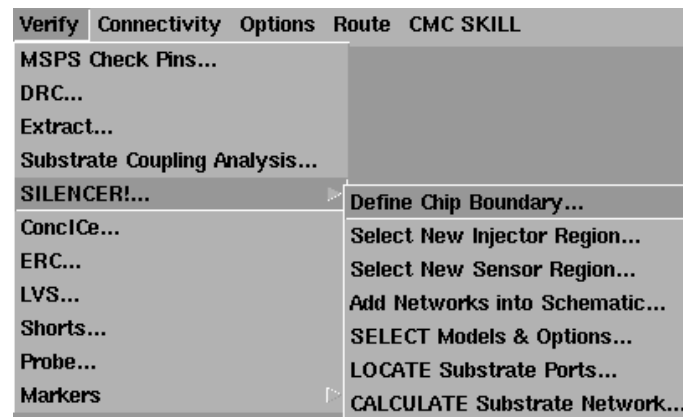 Verify Connectivity Options Route CMC SKILL
MSPS Check Pins...
DRC...
Extract...
Substrate Coupling Analysis...
SILENCER!...
ConcICe...
ERC...
LVS...
Shorts...
Probe...
Markers
Define Chip Boundary...
Select New Injector Region...
Select New Sensor Region...
Add Networks into Schematic...
SELECT Models & Options...
LOCATE Substrate Ports...
CALCULATE Substrate Network...